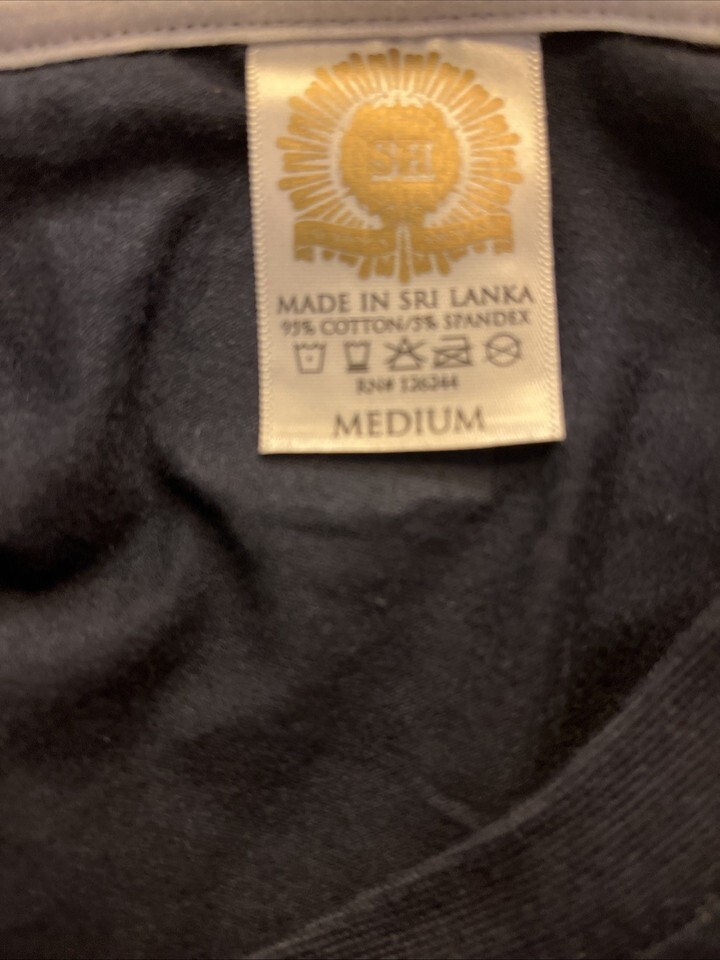 SH
MADE IN SRI LANKA
95% COTTON/5% SPANDEX
RN# 126244
MEDIUM